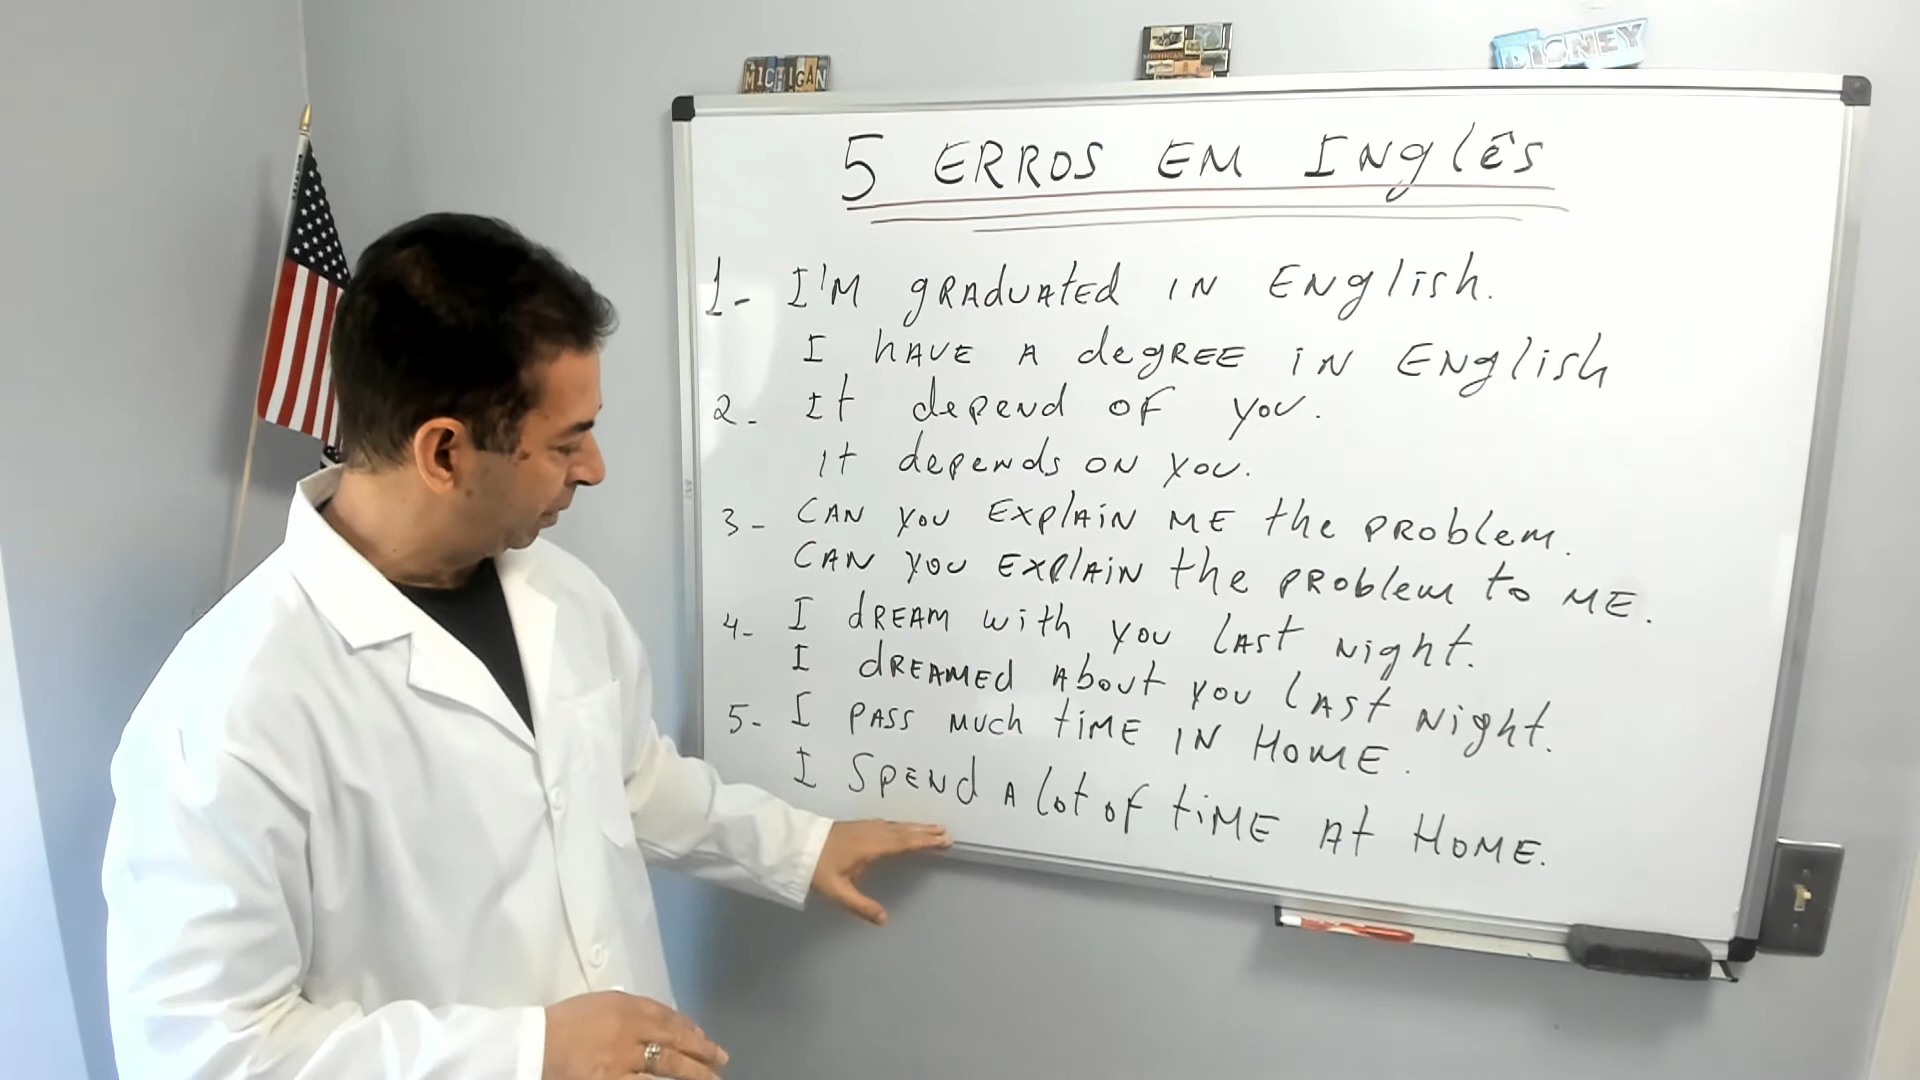 MICHIGAN
DISNEY
5 ERROS EM INGlÊS
1- I'M gRADUATED IN ENglish.
I hAVE A degREE IN ENglish
2- It depend OF you.
it depends ON you.
3- CAN you EXplAIN ME the PROblem.
CAN you EXplAIN the PROblem to ME.
4- I dREAM with you lAst Night.
I dREAMEd About you lAst Night.
5- I PASS Much tiME IN HOME.
I SpENd A lot of tiME At HOME.